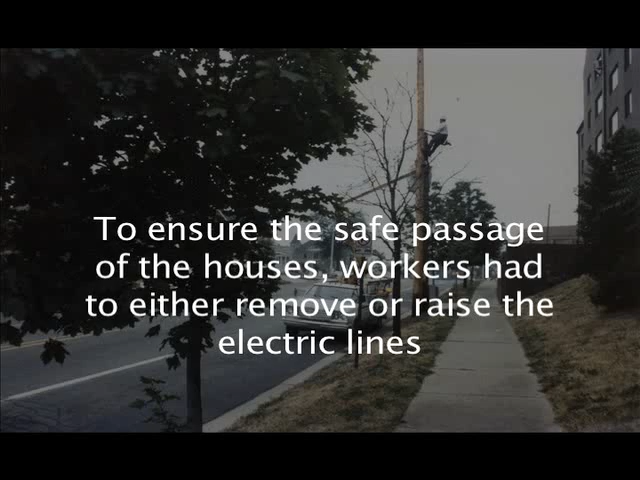 To ensure the safe passage
of the houses, workers had
to either remove or raise the
electric lines